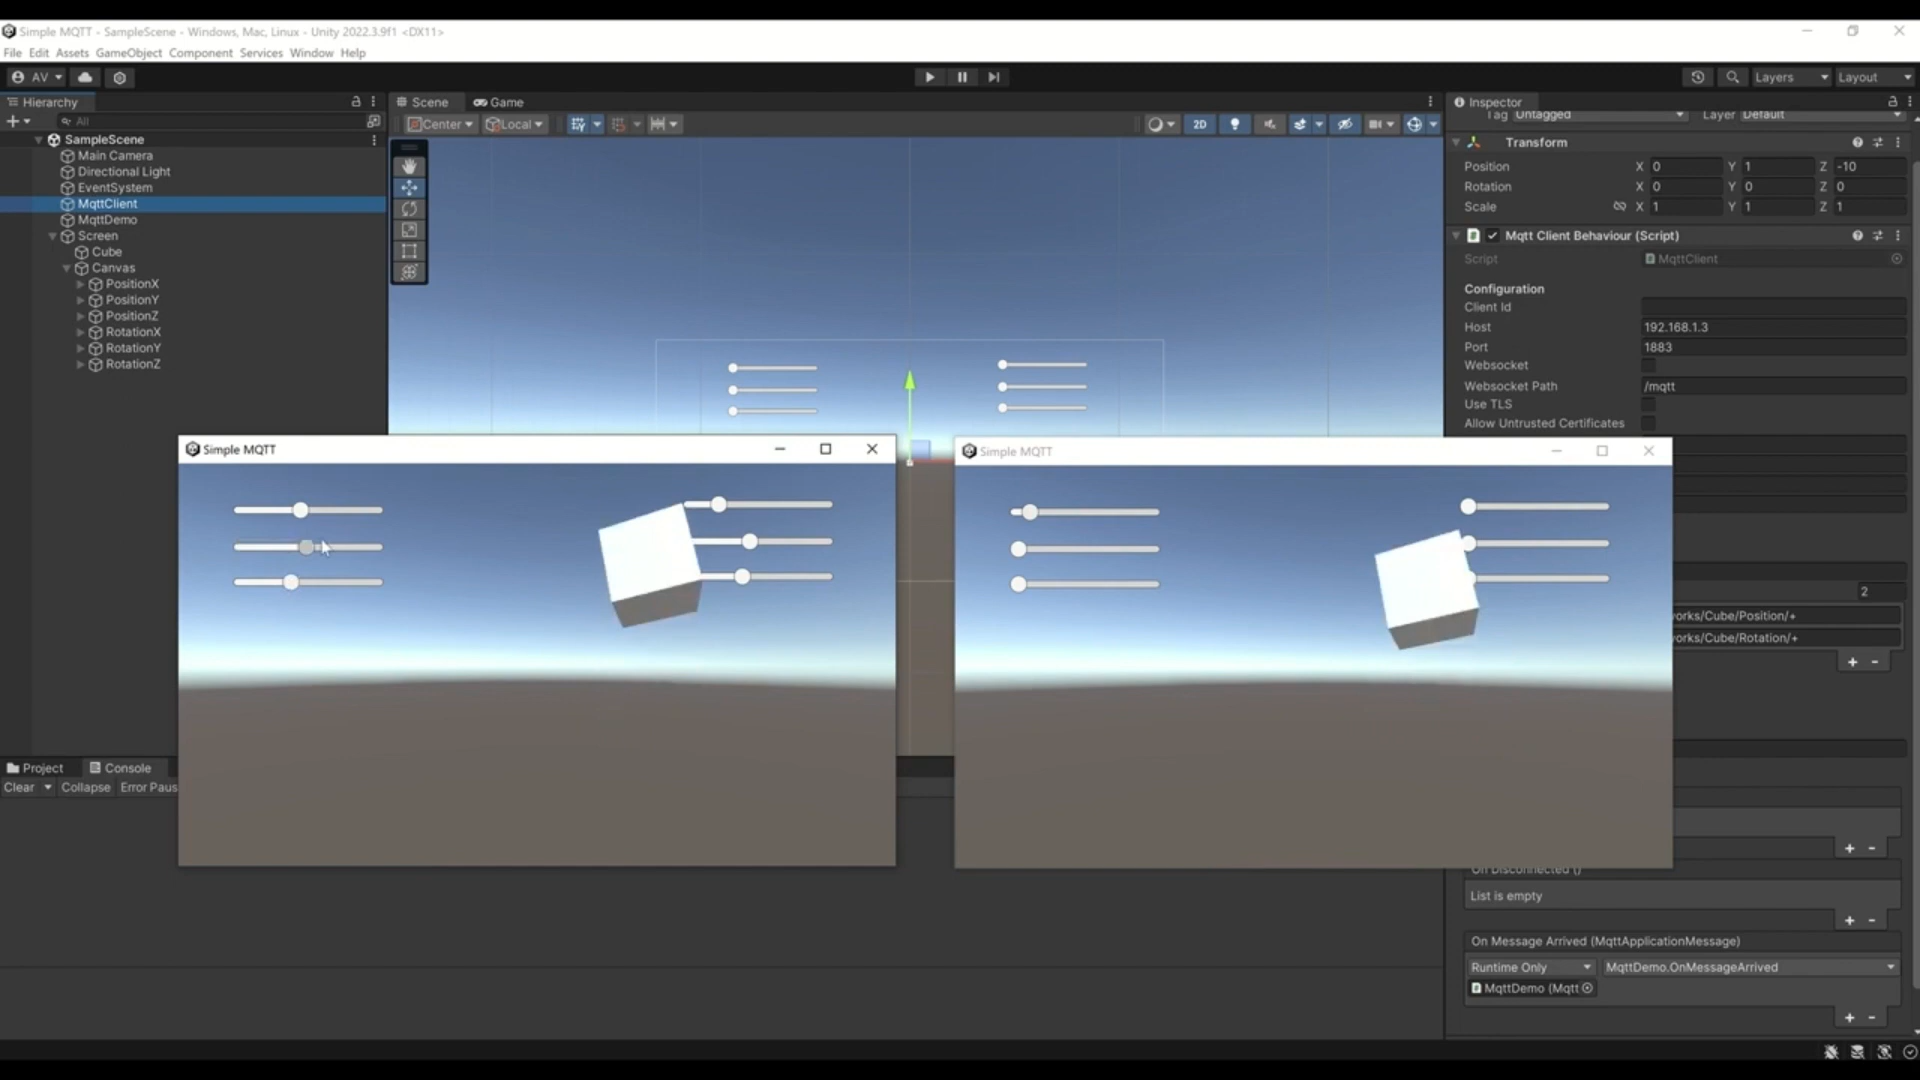 Simple MQTT - SampleScene - Windows, Mac, Linux - Unity 2022.3.9f1 <DX11>
File Edit Assets GameObject Component Services Window Help
AV
Layers
Layout
Hierarchy
All
SampleScene
Main Camera
Directional Light
EventSystem
MqttClient
MqttDemo
Screen
Cube
Canvas
PositionX
PositionY
PositionZ
RotationX
RotationY
RotationZ
Scene
Game
Center
Local
2D
Simple MQTT
Simple MQTT
Project
Console
Clear Collapse Error Paus
Inspector
Tag Untagged Layer Default
Transform
Position X 0 Y 1 Z -10
Rotation X 0 Y 0 Z 0
Scale X 1 Y 1 Z 1
Mqtt Client Behaviour (Script)
Script MqttClient
Configuration
Client Id
Host 192.168.1.3
Port 1883
Websocket
Websocket Path /mqtt
Use TLS
Allow Untrusted Certificates
2
orks/Cube/Position/+
orks/Cube/Rotation/+
+ -
+ -
On Disconnected ()
List is empty
+ -
On Message Arrived (MqttApplicationMessage)
Runtime Only MqttDemo.OnMessageArrived
MqttDemo (Mqtt
+ -